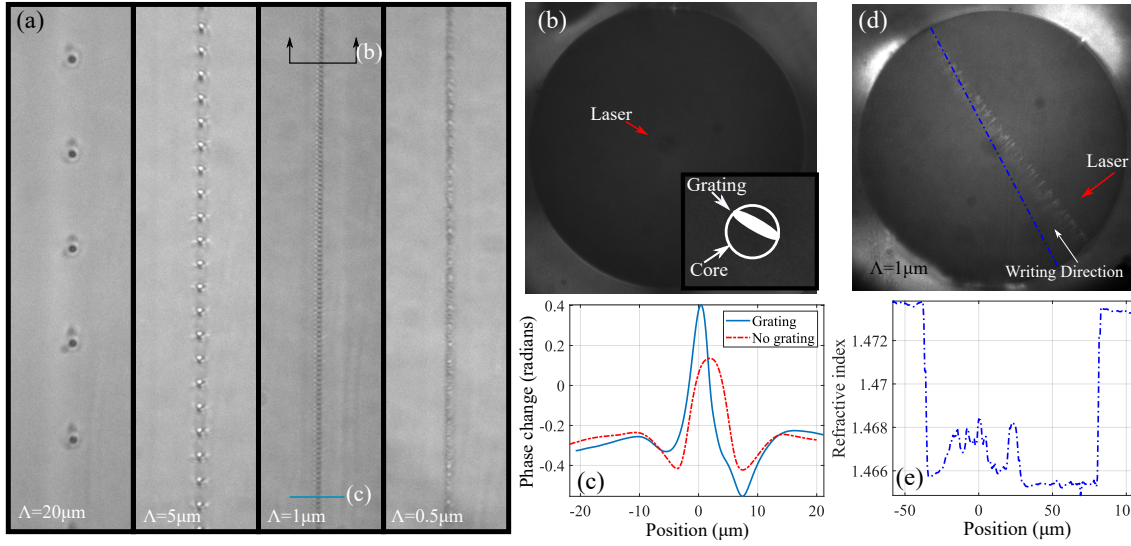 (a)
(b)
(c)
Λ=20μm
Λ=5μm
Λ=1μm
Λ=0.5μm
(b)
Laser
Grating
Core
(d)
Laser
Writing Direction
Λ=1μm
Phase change (radians)
0.4
0.2
0
-0.2
-0.4
Grating
No grating
(c)
-20
-10
0
10
20
Position (μm)
Refractive index
1.472
1.47
1.468
1.466
(e)
-50
0
50
100
Position (μm)